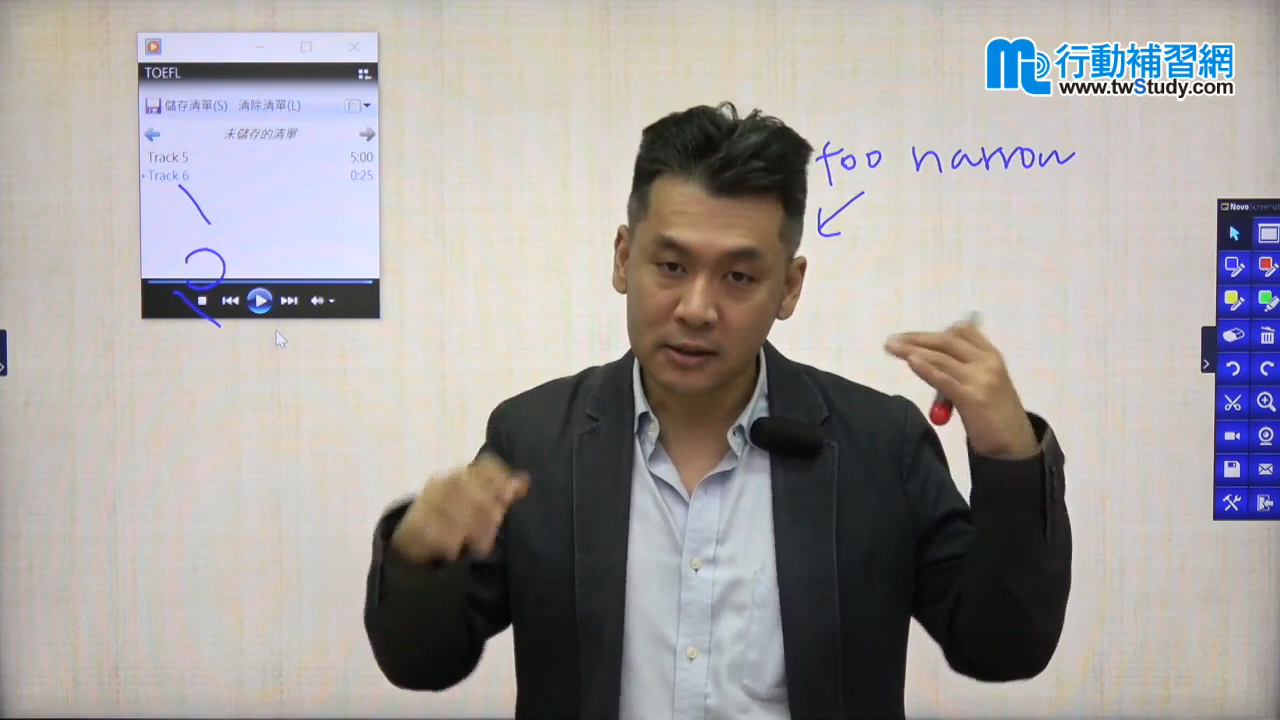 行動補習網
www.twStudy.com
TOEFL
儲存清單(S) 清除清單(L)
未儲存的清單
Track 5 5:00
Track 6 0:25
too narrow
Novo